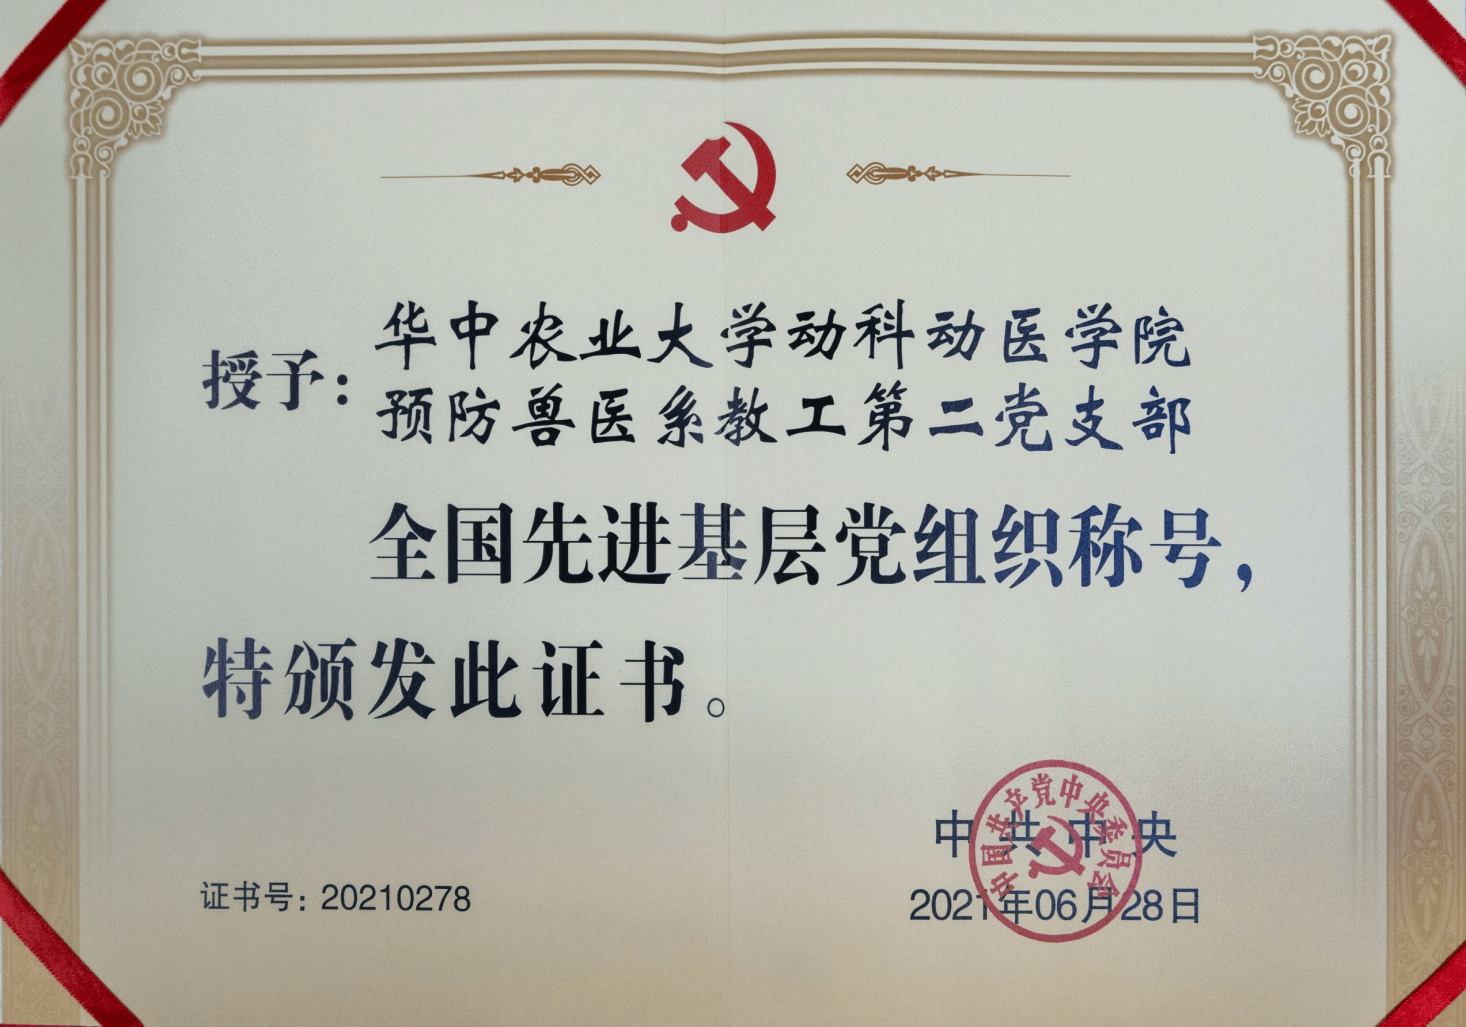 授予：
华中农业大学动科动医学院
预防兽医系教工第二党支部
全国先进基层党组织称号，
特颁发此证书。
中共中央
中国共产党中央委员会
2021年06月28日
证书号：20210278